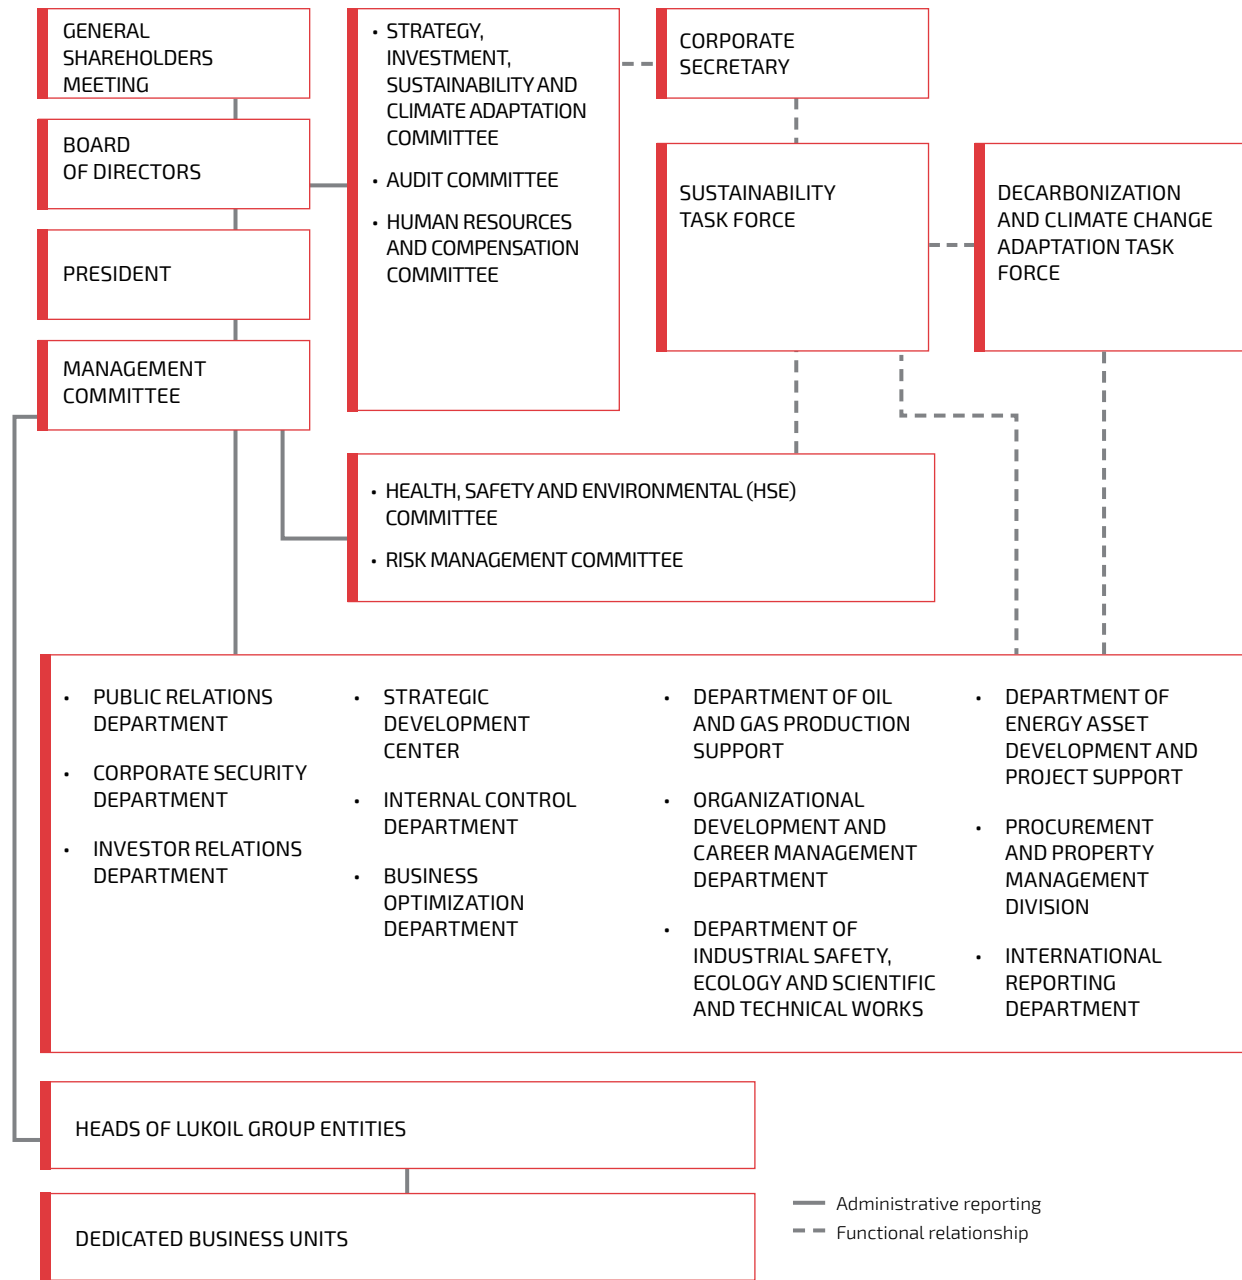 GENERAL
SHAREHOLDERS
MEETING
BOARD
OF DIRECTORS
PRESIDENT
MANAGEMENT
COMMITTEE
• STRATEGY,
INVESTMENT,
SUSTAINABILITY AND
CLIMATE ADAPTATION
COMMITTEE
• AUDIT COMMITTEE
• HUMAN RESOURCES
AND COMPENSATION
COMMITTEE
CORPORATE
SECRETARY
SUSTAINABILITY
TASK FORCE
DECARBONIZATION
AND CLIMATE CHANGE
ADAPTATION TASK
FORCE
• HEALTH, SAFETY AND ENVIRONMENTAL (HSE)
COMMITTEE
• RISK MANAGEMENT COMMITTEE
• PUBLIC RELATIONS
DEPARTMENT
• CORPORATE SECURITY
DEPARTMENT
• INVESTOR RELATIONS
DEPARTMENT
• STRATEGIC
DEVELOPMENT
CENTER
• INTERNAL CONTROL
DEPARTMENT
• BUSINESS
OPTIMIZATION
DEPARTMENT
• DEPARTMENT OF OIL
AND GAS PRODUCTION
SUPPORT
• ORGANIZATIONAL
DEVELOPMENT AND
CAREER MANAGEMENT
DEPARTMENT
• DEPARTMENT OF
INDUSTRIAL SAFETY,
ECOLOGY AND SCIENTIFIC
AND TECHNICAL WORKS
• DEPARTMENT OF
ENERGY ASSET
DEVELOPMENT AND
PROJECT SUPPORT
• PROCUREMENT
AND PROPERTY
MANAGEMENT
DIVISION
• INTERNATIONAL
REPORTING
DEPARTMENT
HEADS OF LUKOIL GROUP ENTITIES
DEDICATED BUSINESS UNITS
Administrative reporting
Functional relationship